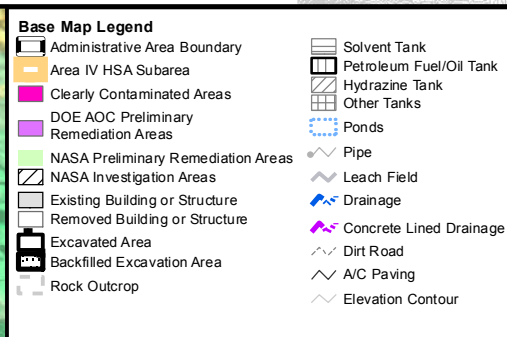 Base Map Legend
Administrative Area Boundary
Area IV HSA Subarea
Clearly Contaminated Areas
DOE AOC Preliminary
Remediation Areas
NASA Preliminary Remediation Areas
NASA Investigation Areas
Existing Building or Structure
Removed Building or Structure
Excavated Area
Backfilled Excavation Area
Rock Outcrop
Solvent Tank
Petroleum Fuel/Oil Tank
Hydrazine Tank
Other Tanks
Ponds
Pipe
Leach Field
Drainage
Concrete Lined Drainage
Dirt Road
A/C Paving
Elevation Contour